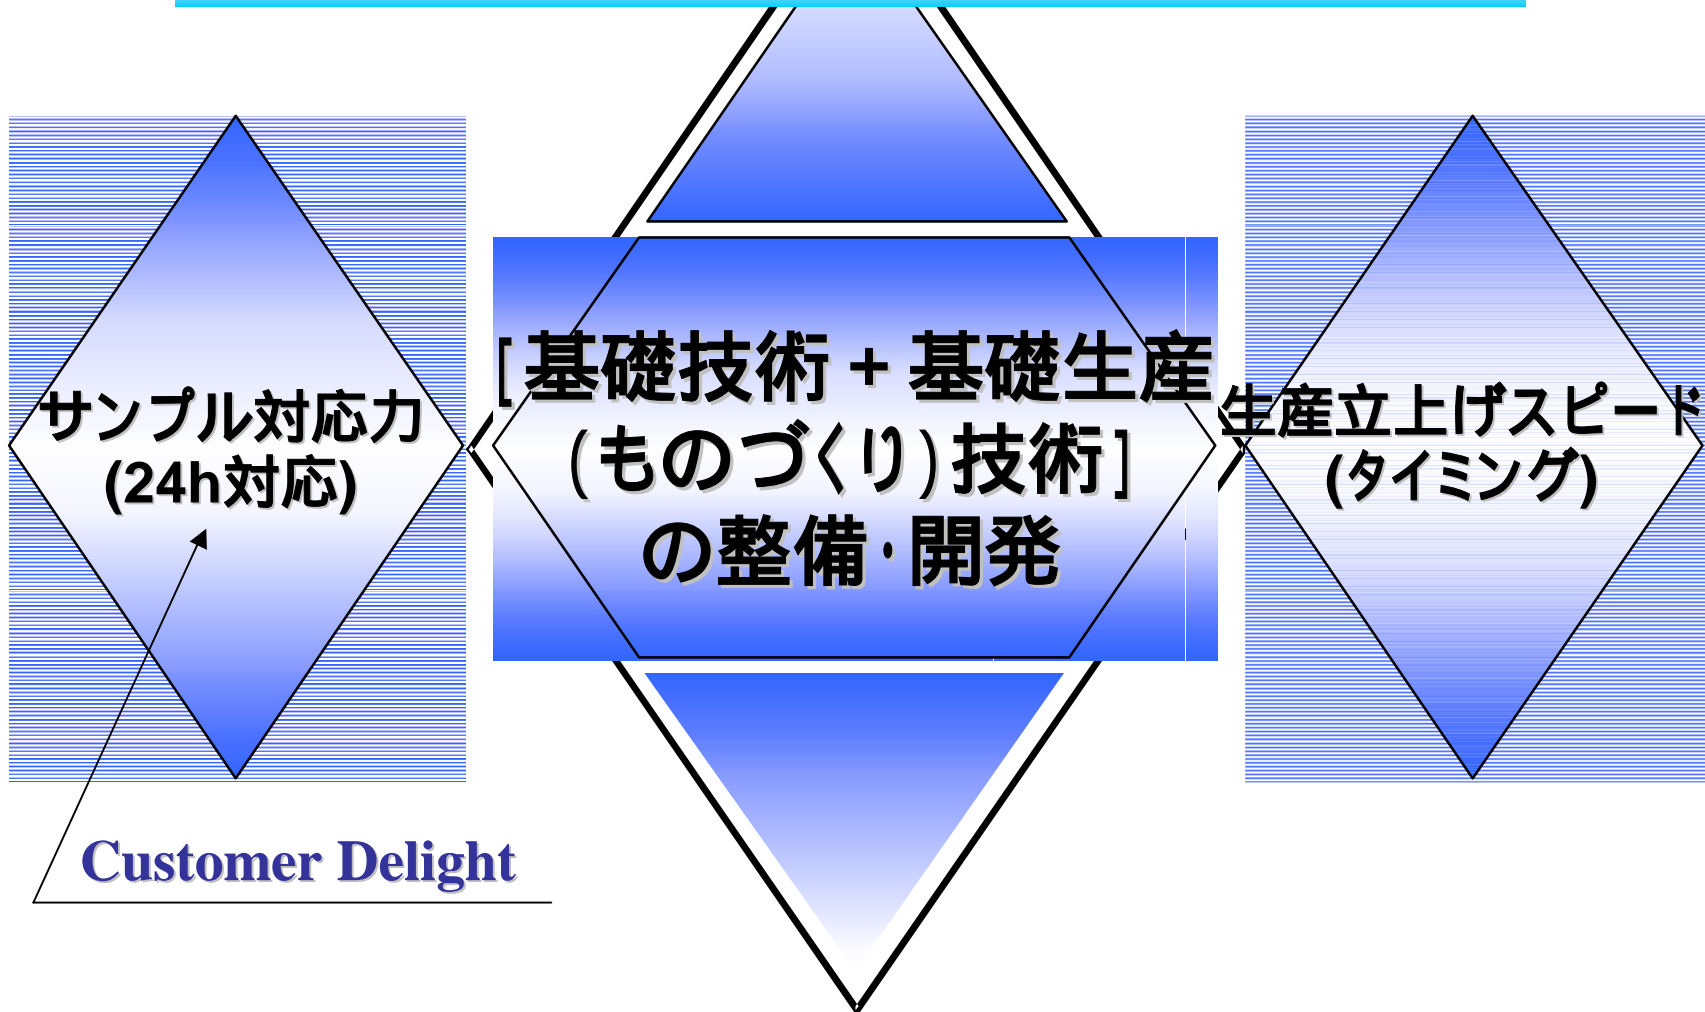 サンプル対応力
(24h対応)
[基礎技術+基礎生産
(ものづくり)技術]
の整備・開発
生産立上げスピード
(タイミング)
Customer Delight